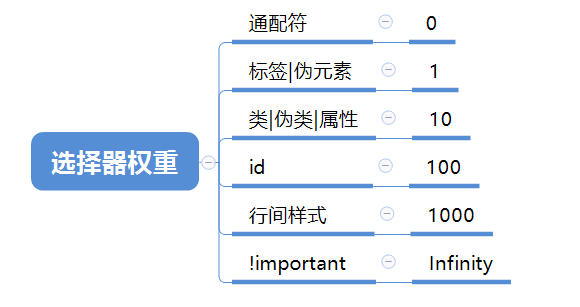 选择器权重
通配符 0
标签|伪元素 1
类|伪类|属性 10
id 100
行间样式 1000
!important Infinity